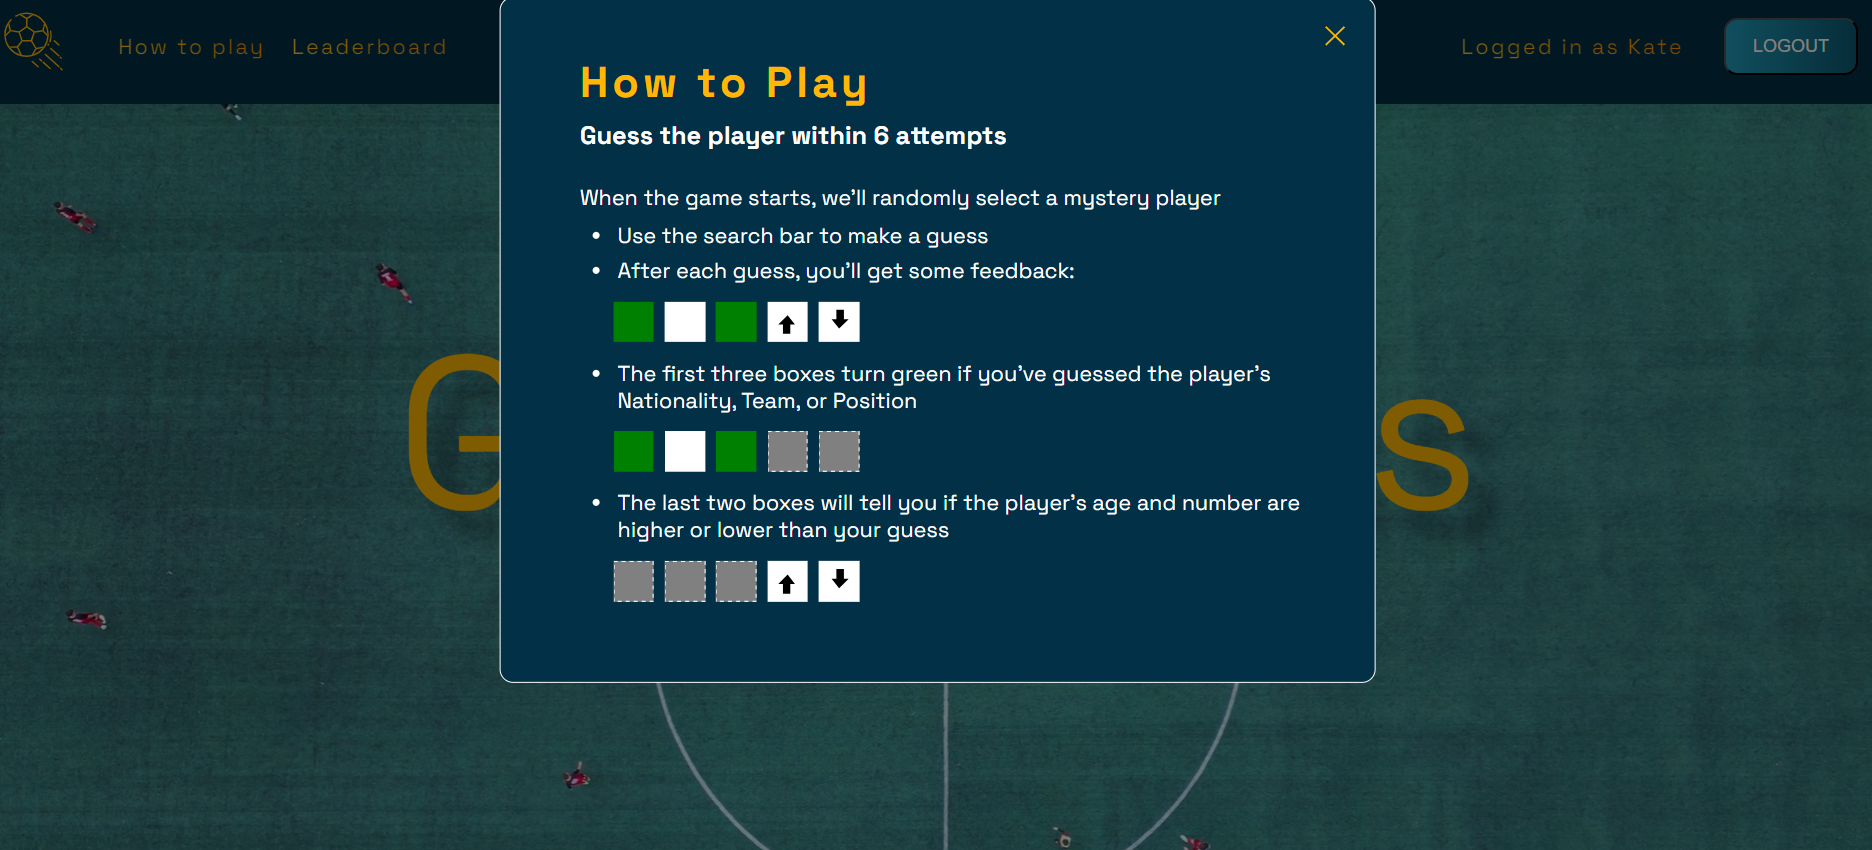 How to play Leaderboard
Logged in as Kate
LOGOUT
How to Play
Guess the player within 6 attempts
When the game starts, we'll randomly select a mystery player
• Use the search bar to make a guess
• After each guess, you'll get some feedback:
• The first three boxes turn green if you've guessed the player's
Nationality, Team, or Position
• The last two boxes will tell you if the player's age and number are
higher or lower than your guess